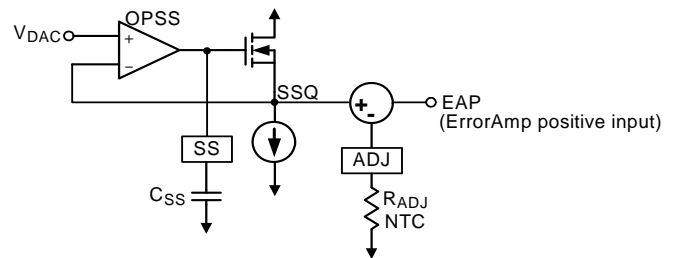 OPSS
VDAC
+
−
SSQ
+
-
EAP
(ErrorAmp positive input)
SS
ADJ
CSS
RADJ
NTC